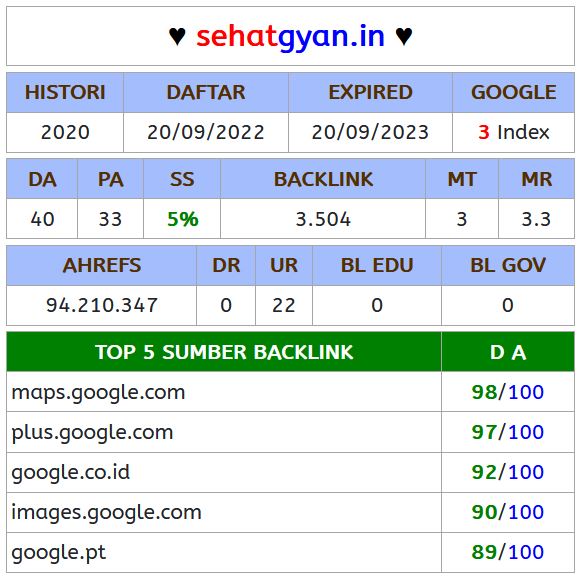 ♥ sehatgyan.in ♥
HISTORI DAFTAR EXPIRED GOOGLE
2020 20/09/2022 20/09/2023 3 Index
DA PA SS BACKLINK MT MR
40 33 5% 3.504 3 3.3
AHREFS DR UR BL EDU BL GOV
94.210.347 0 22 0 0
TOP 5 SUMBER BACKLINK D A
maps.google.com 98/100
plus.google.com 97/100
google.co.id 92/100
images.google.com 90/100
google.pt 89/100